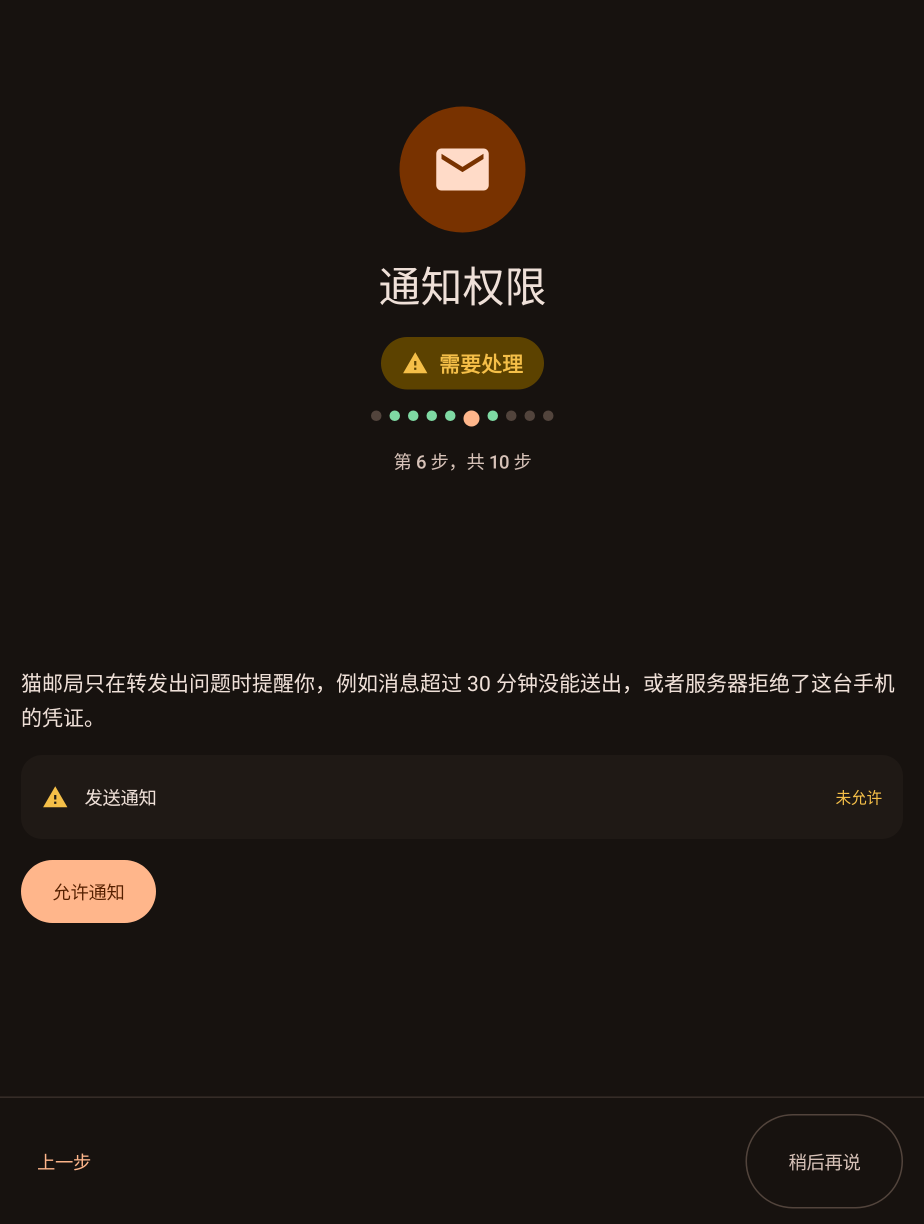 通知权限
需要处理
第 6 步，共 10 步
猫邮局只在转发出问题时提醒你，例如消息超过 30 分钟没能送出，或者服务器拒绝了这台手机
的凭证。
发送通知
未允许
允许通知
上一步
稍后再说